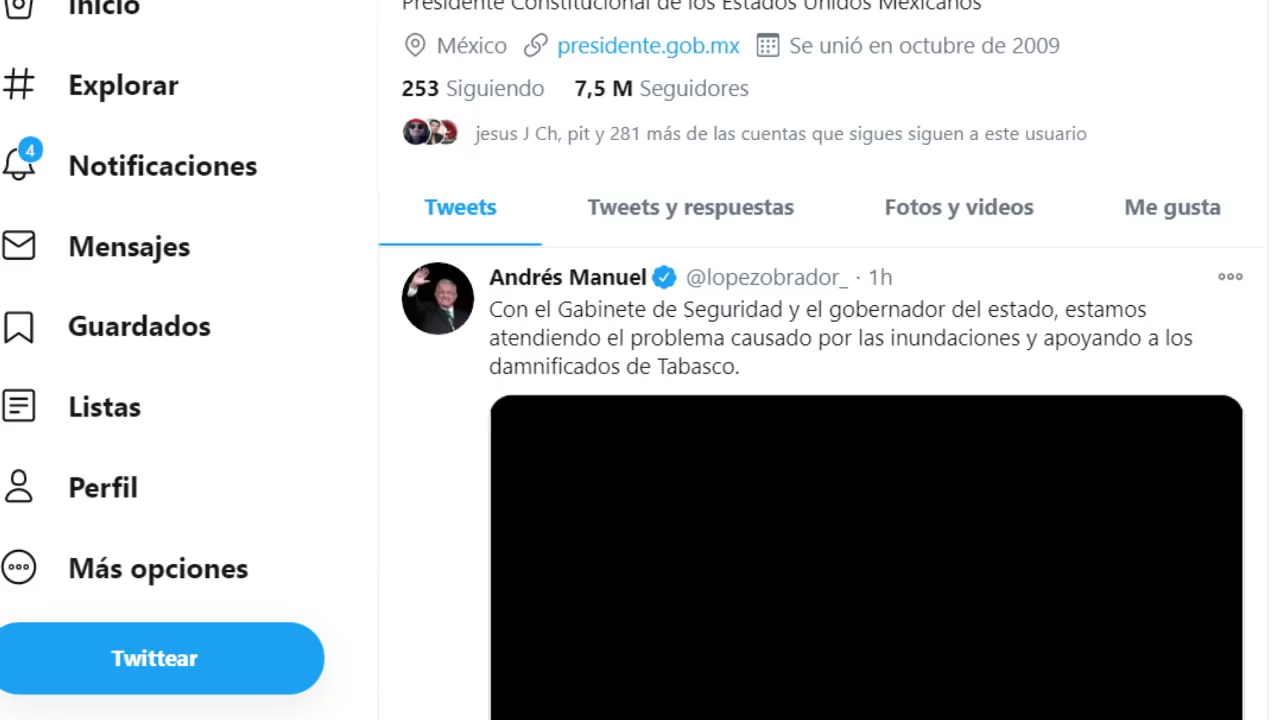 Inicio
Explorar
4
Notificaciones
Mensajes
Guardados
Listas
Perfil
Más opciones
Twittear
Presidente Constitucional de los Estados Unidos Mexicanos
México presidente.gob.mx Se unió en octubre de 2009
253 Siguiendo 7,5 M Seguidores
jesus J Ch, pit y 281 más de las cuentas que sigues siguen a este usuario
Tweets Tweets y respuestas Fotos y videos Me gusta
Andrés Manuel @lopezobrador_ · 1h
Con el Gabinete de Seguridad y el gobernador del estado, estamos
atendiendo el problema causado por las inundaciones y apoyando a los
damnificados de Tabasco.